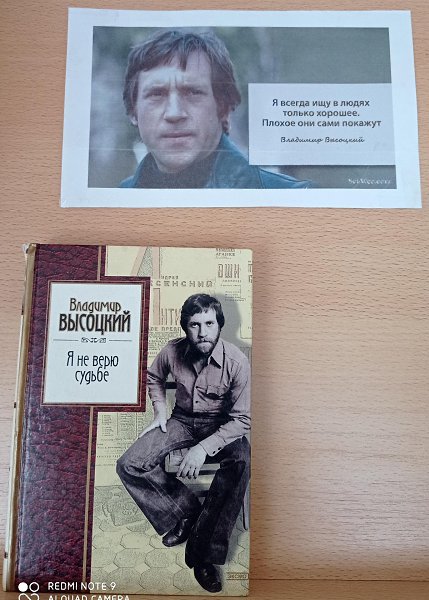 Я всегда ищу в людях
только хорошее.
Плохое они сами покажут
Владимир Высоцкий
Владимир
ВЫСОЦКИЙ
Я не верю
судьбе
ЭКСМО
REDMI NOTE 9
AI QUAD CAMERA